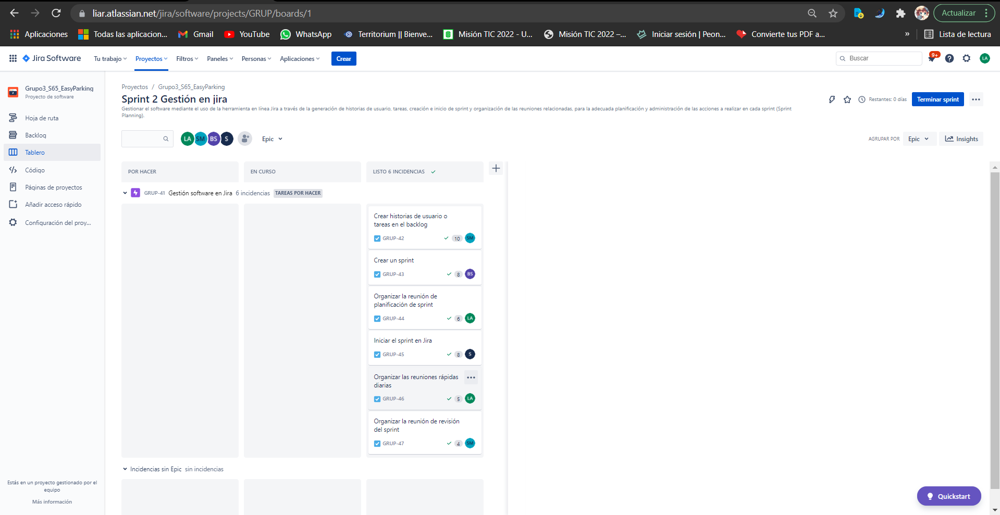 liar.atlassian.net/jira/software/projects/GRUP/boards/1
Actualizar
Aplicaciones
Todas las aplicacion...
Gmail
YouTube
WhatsApp
Territorium || Bienve...
Misión TIC 2022 - U...
Misión TIC 2022 –...
Iniciar sesión | Peon...
Convierte tus PDF a...
»
Lista de lectura
Jira Software
Tu trabajo
Proyectos
Filtros
Paneles
Personas
Aplicaciones
Crear
Buscar
9+
LA
Grupo3_S65_EasyParking
Proyecto de software
Hoja de ruta
Backlog
Tablero
Código
Páginas de proyectos
Añadir acceso rápido
Configuración del proy...
Estás en un proyecto gestionado por el
equipo
Más información
Proyectos / Grupo3_S65_EasyParking
Sprint 2 Gestión en jira
Gestionar el software mediante el uso de la herramienta en línea Jira a través de la generación de historias de usuario, tareas, creación e inicio de sprint y organización de las reuniones relacionadas, para la adecuada planificación y administración de las acciones a realizar en cada sprint (Sprint
Planning).
Restantes: 0 días
Terminar sprint
LA SM BS S
Epic
AGRUPAR POR
Epic
Insights
POR HACER
EN CURSO
LISTO 6 INCIDENCIAS
GRUP-41 Gestión software en Jira 6 incidencias TAREAS POR HACER
Crear historias de usuario o
tareas en el backlog
GRUP-42 10 SM
Crear un sprint
GRUP-43 8 BS
Organizar la reunión de
planificación de sprint
GRUP-44 6 LA
Iniciar el sprint en Jira
GRUP-45 8 S
Organizar las reuniones rápidas
diarias
GRUP-46 5 LA
Organizar la reunión de revisión
del sprint
GRUP-47 4 SM
Incidencias sin Epic sin incidencias
Quickstart